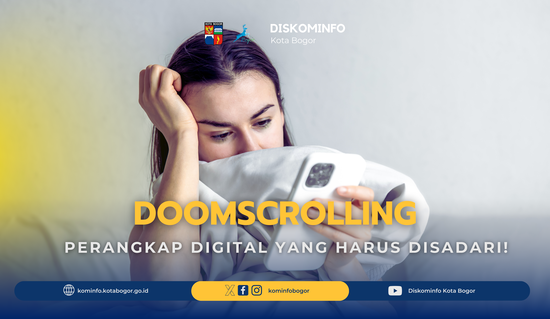 DISKOMINFO
Kota Bogor
DOOMSCROLLING
PERANGKAP DIGITAL YANG HARUS DISADARI!
kominfo.kotabogor.go.id
kominfobogor
Diskominfo Kota Bogor